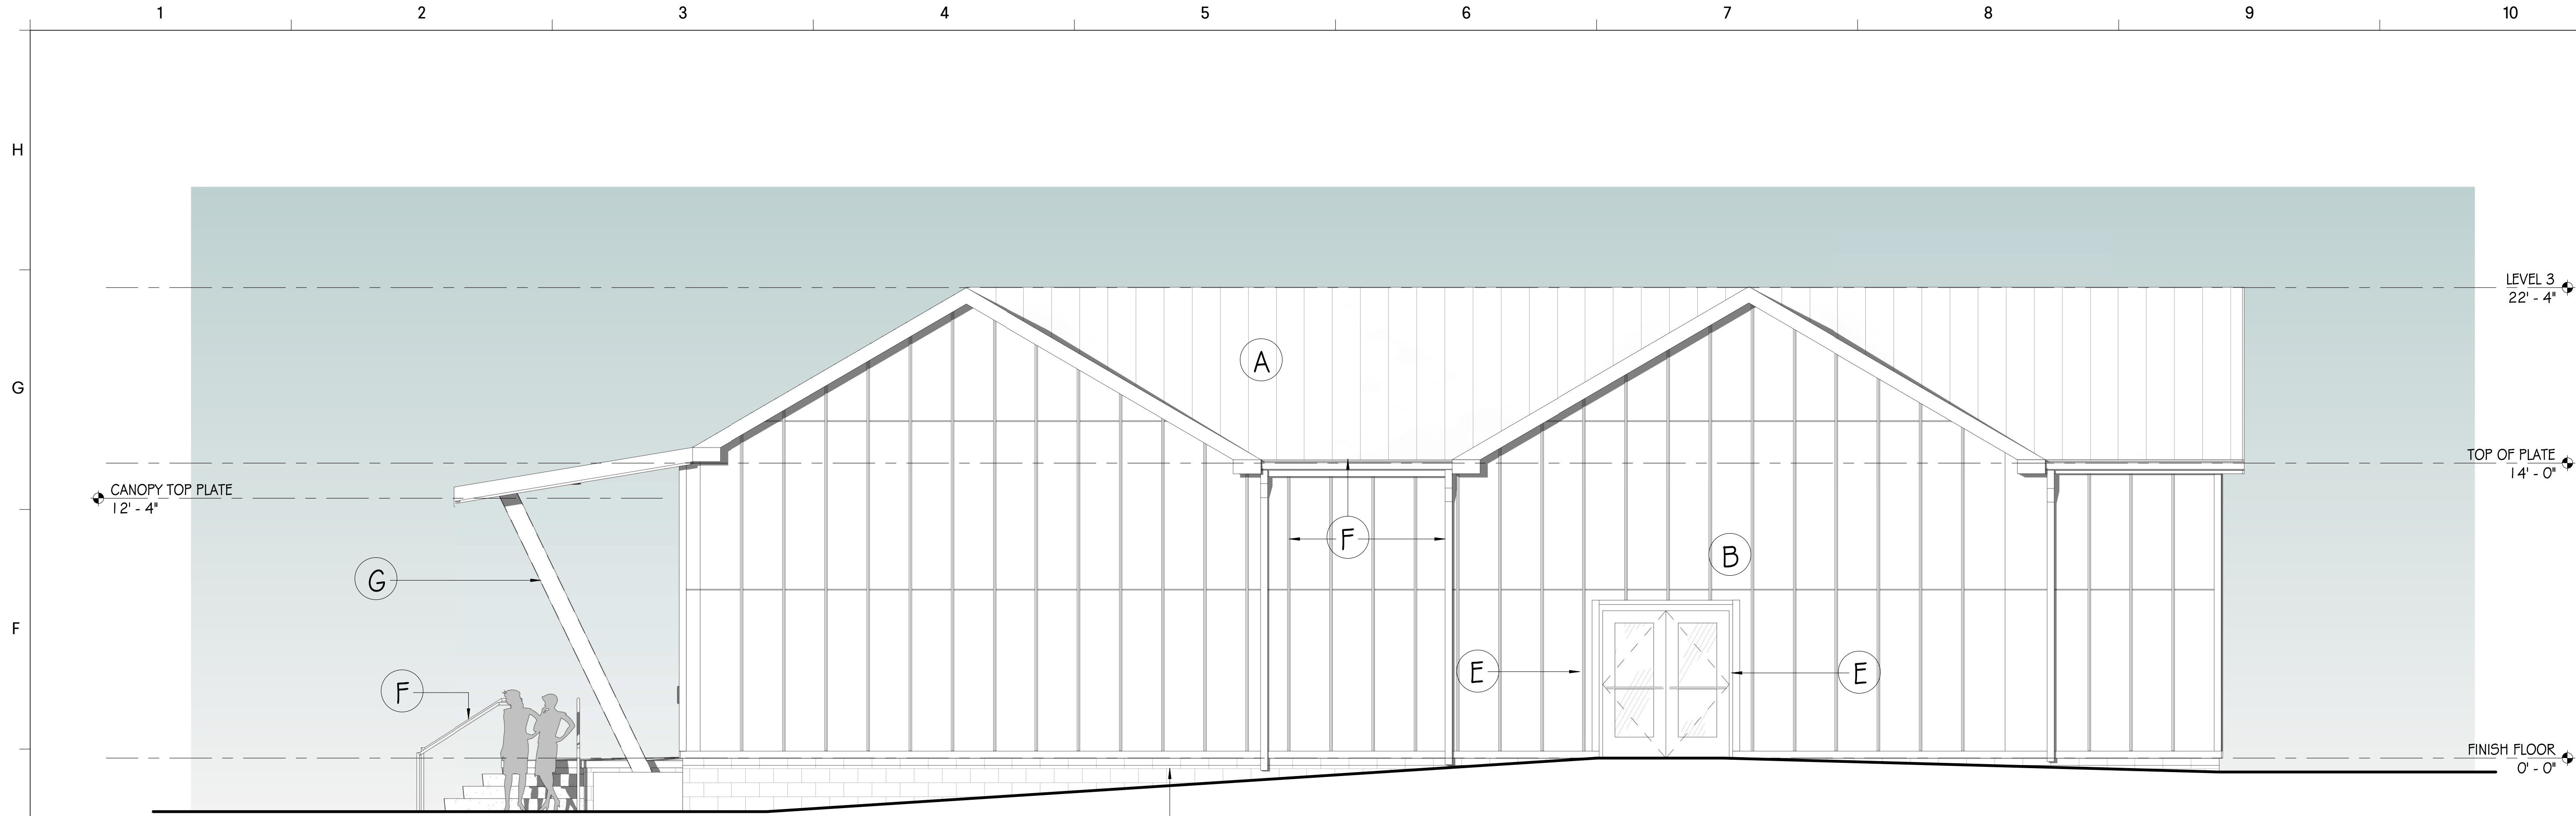 1 2 3 4 5 6 7 8 9 10
H
LEVEL 3
22' - 4"
A
G
TOP OF PLATE
14' - 0"
CANOPY TOP PLATE
12' - 4"
F
B
G
F
E
E
F
FINISH FLOOR
0' - 0"